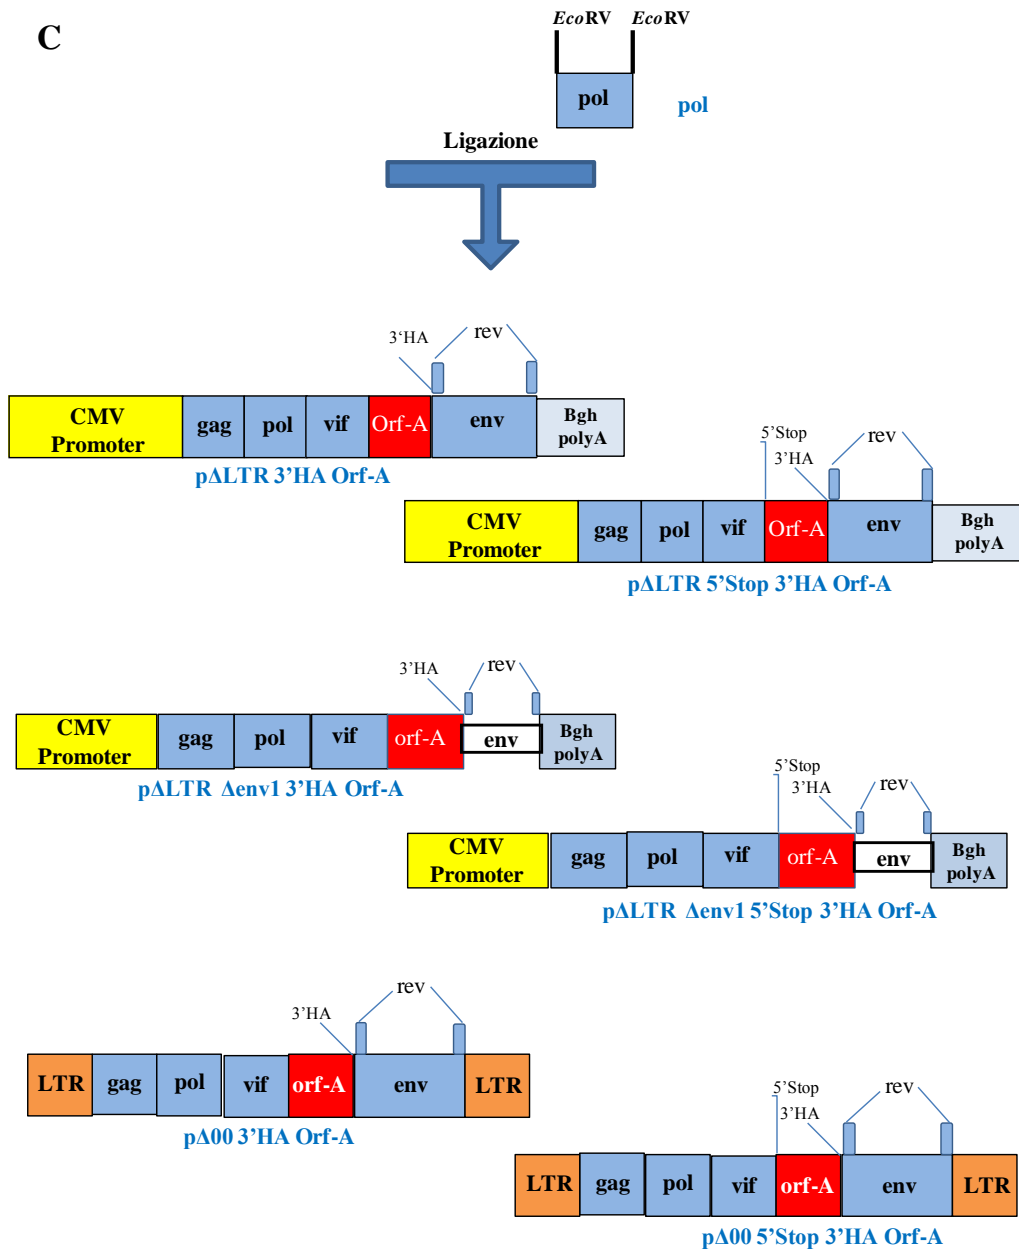 C
EcoRV EcoRV
pol pol
Ligazione
3‘HA rev
CMV Promoter gag pol vif Orf-A env Bgh polyA
pΔLTR 3’HA Orf-A
5’Stop 3’HA rev
CMV Promoter gag pol vif Orf-A env Bgh polyA
pΔLTR 5’Stop 3’HA Orf-A
3’HA rev
CMV Promoter gag pol vif orf-A env Bgh polyA
pΔLTR Δenv1 3’HA Orf-A
5’Stop 3’HA rev
CMV Promoter gag pol vif orf-A env Bgh polyA
pΔLTR Δenv1 5’Stop 3’HA Orf-A
3’HA rev
LTR gag pol vif orf-A env LTR
pΔ00 3’HA Orf-A
5’Stop 3’HA rev
LTR gag pol vif orf-A env LTR
pΔ00 5’Stop 3’HA Orf-A